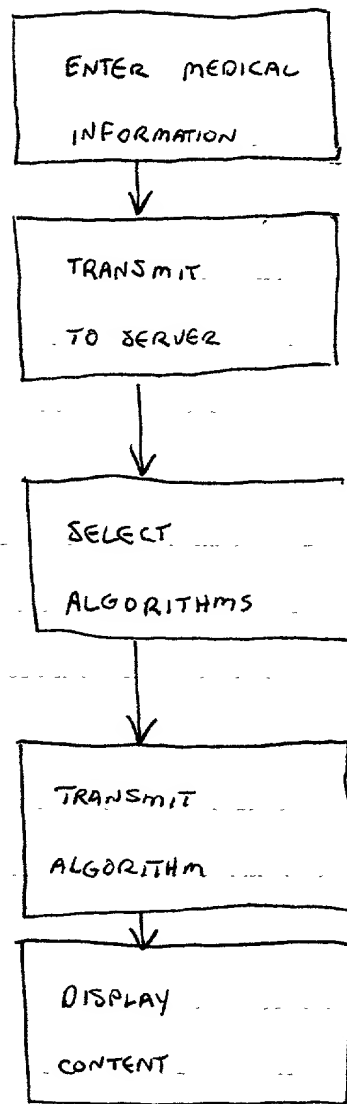 ENTER MEDICAL
INFORMATION
TRANSMIT
TO SERVER
SELECT
ALGORITHMS
TRANSMIT
ALGORITHM
DISPLAY
CONTENT